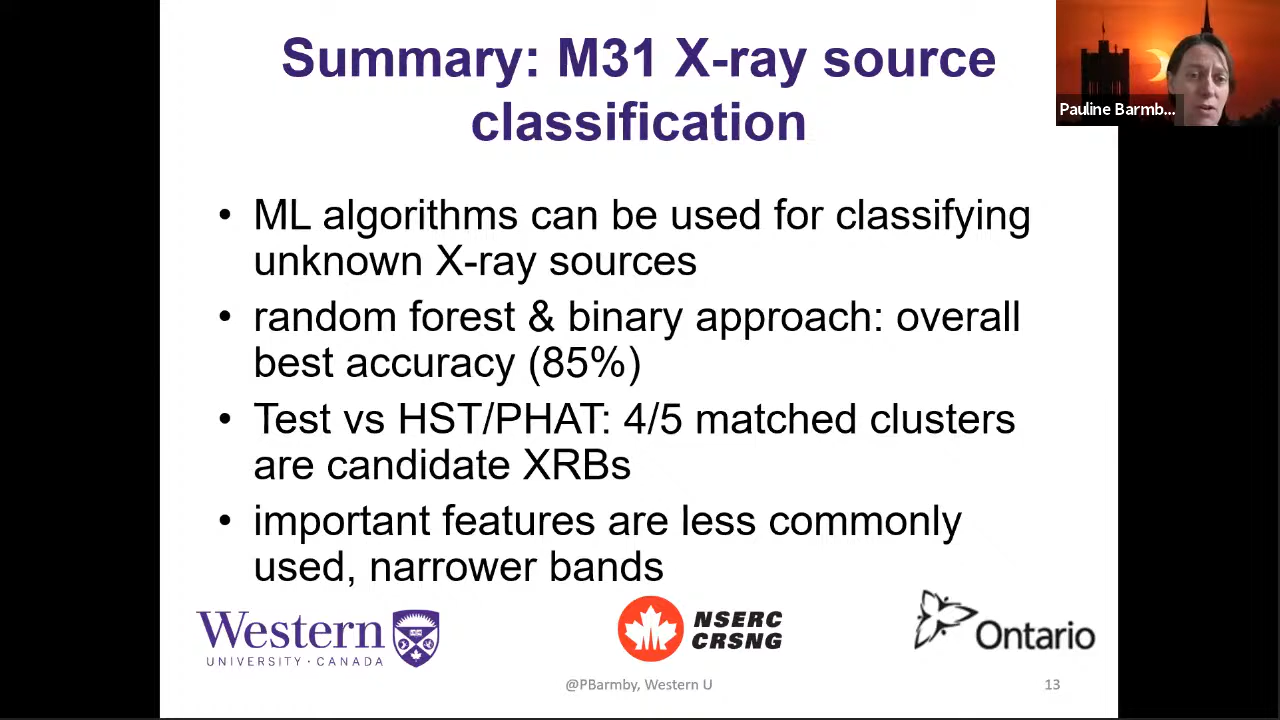 Summary: M31 X-ray source
classification
Pauline Barmb...
• ML algorithms can be used for classifying
unknown X-ray sources
• random forest & binary approach: overall
best accuracy (85%)
• Test vs HST/PHAT: 4/5 matched clusters
are candidate XRBs
• important features are less commonly
used, narrower bands
Western
UNIVERSITY · CANADA
NSERC
CRSNG
Ontario
@PBarmby, Western U
13